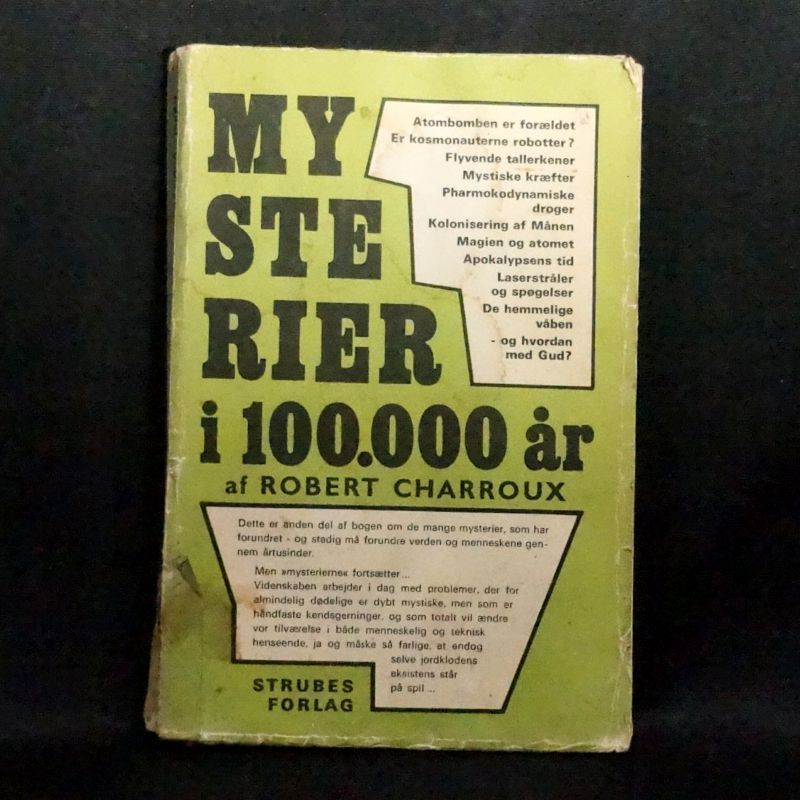 MY
STE
RIER
i 100.000 år
af ROBERT CHARROUX
Atombomben er forældet
Er kosmonauterne robotter?
Flyvende tallerkener
Mystiske kræfter
Pharmokodynamiske
droger
Kolonisering af Månen
Magien og atomet
Apokalypsens tid
Laserstråler
og spøgelser
De hemmelige
våben
- og hvordan
med Gud?
Dette er anden del af bogen om de mange mysterier, som har
forundret - og stadig må forundre verden og menneskene gen-
nem årtusinder.
Men »mysterierne« fortsætter...
Videnskaben arbejder i dag med problemer, der for
almindelig dødelige er dybt mystiske, men som er
håndfaste kendsgerninger, og som totalt vil ændre
vor tilværelse i både menneskelig og teknisk
henseende, ja og måske så farlige, at endog
selve jordklodens
eksistens står
på spil...
STRUBES
FORLAG